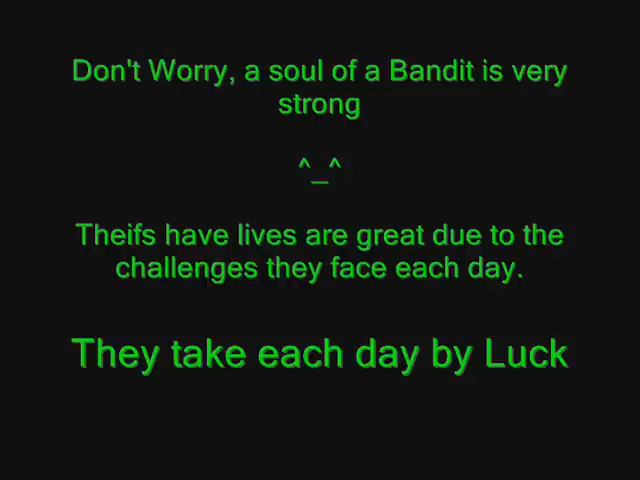 Don't Worry, a soul of a Bandit is very
strong
^_^
Theifs have lives are great due to the
challenges they face each day.
They take each day by Luck